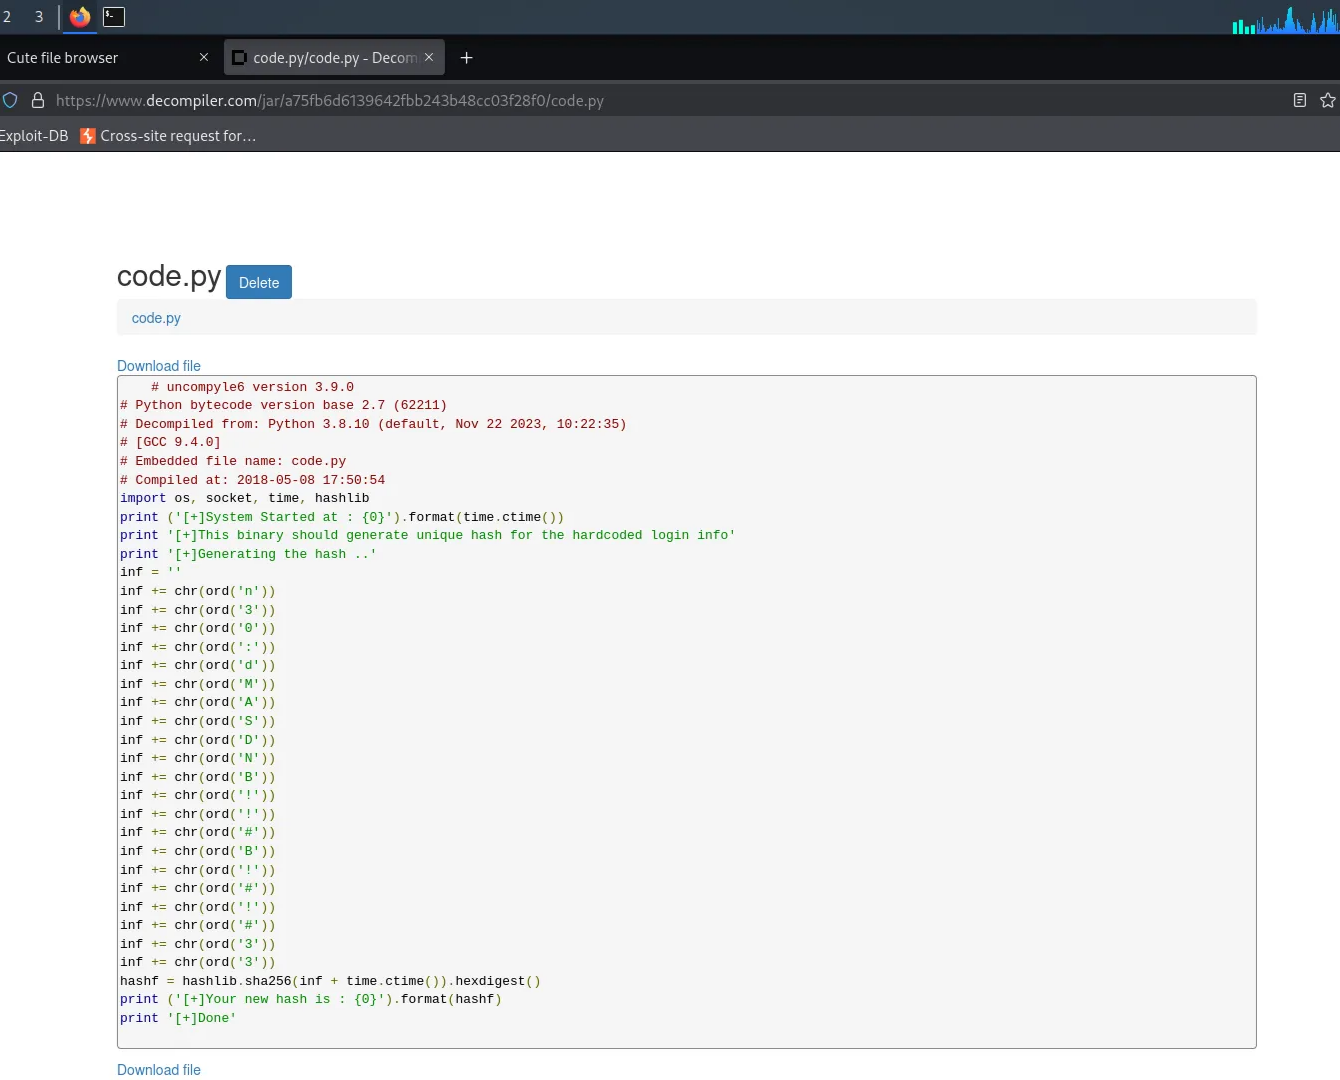 2 3
Cute file browser × code.py/code.py - Decom × +
https://www.decompiler.com/jar/a75fb6d6139642fbb243b48cc03f28f0/code.py
Exploit-DB Cross-site request for…
code.py Delete
code.py
Download file
# uncompyle6 version 3.9.0
# Python bytecode version base 2.7 (62211)
# Decompiled from: Python 3.8.10 (default, Nov 22 2023, 10:22:35)
# [GCC 9.4.0]
# Embedded file name: code.py
# Compiled at: 2018-05-08 17:50:54
import os, socket, time, hashlib
print ('[+]System Started at : {0}').format(time.ctime())
print '[+]This binary should generate unique hash for the hardcoded login info'
print '[+]Generating the hash ..'
inf = ''
inf += chr(ord('n'))
inf += chr(ord('3'))
inf += chr(ord('0'))
inf += chr(ord(':'))
inf += chr(ord('d'))
inf += chr(ord('M'))
inf += chr(ord('A'))
inf += chr(ord('S'))
inf += chr(ord('D'))
inf += chr(ord('N'))
inf += chr(ord('B'))
inf += chr(ord('!'))
inf += chr(ord('!'))
inf += chr(ord('#'))
inf += chr(ord('B'))
inf += chr(ord('!'))
inf += chr(ord('#'))
inf += chr(ord('!'))
inf += chr(ord('#'))
inf += chr(ord('3'))
inf += chr(ord('3'))
hashf = hashlib.sha256(inf + time.ctime()).hexdigest()
print ('[+]Your new hash is : {0}').format(hashf)
print '[+]Done'
Download file